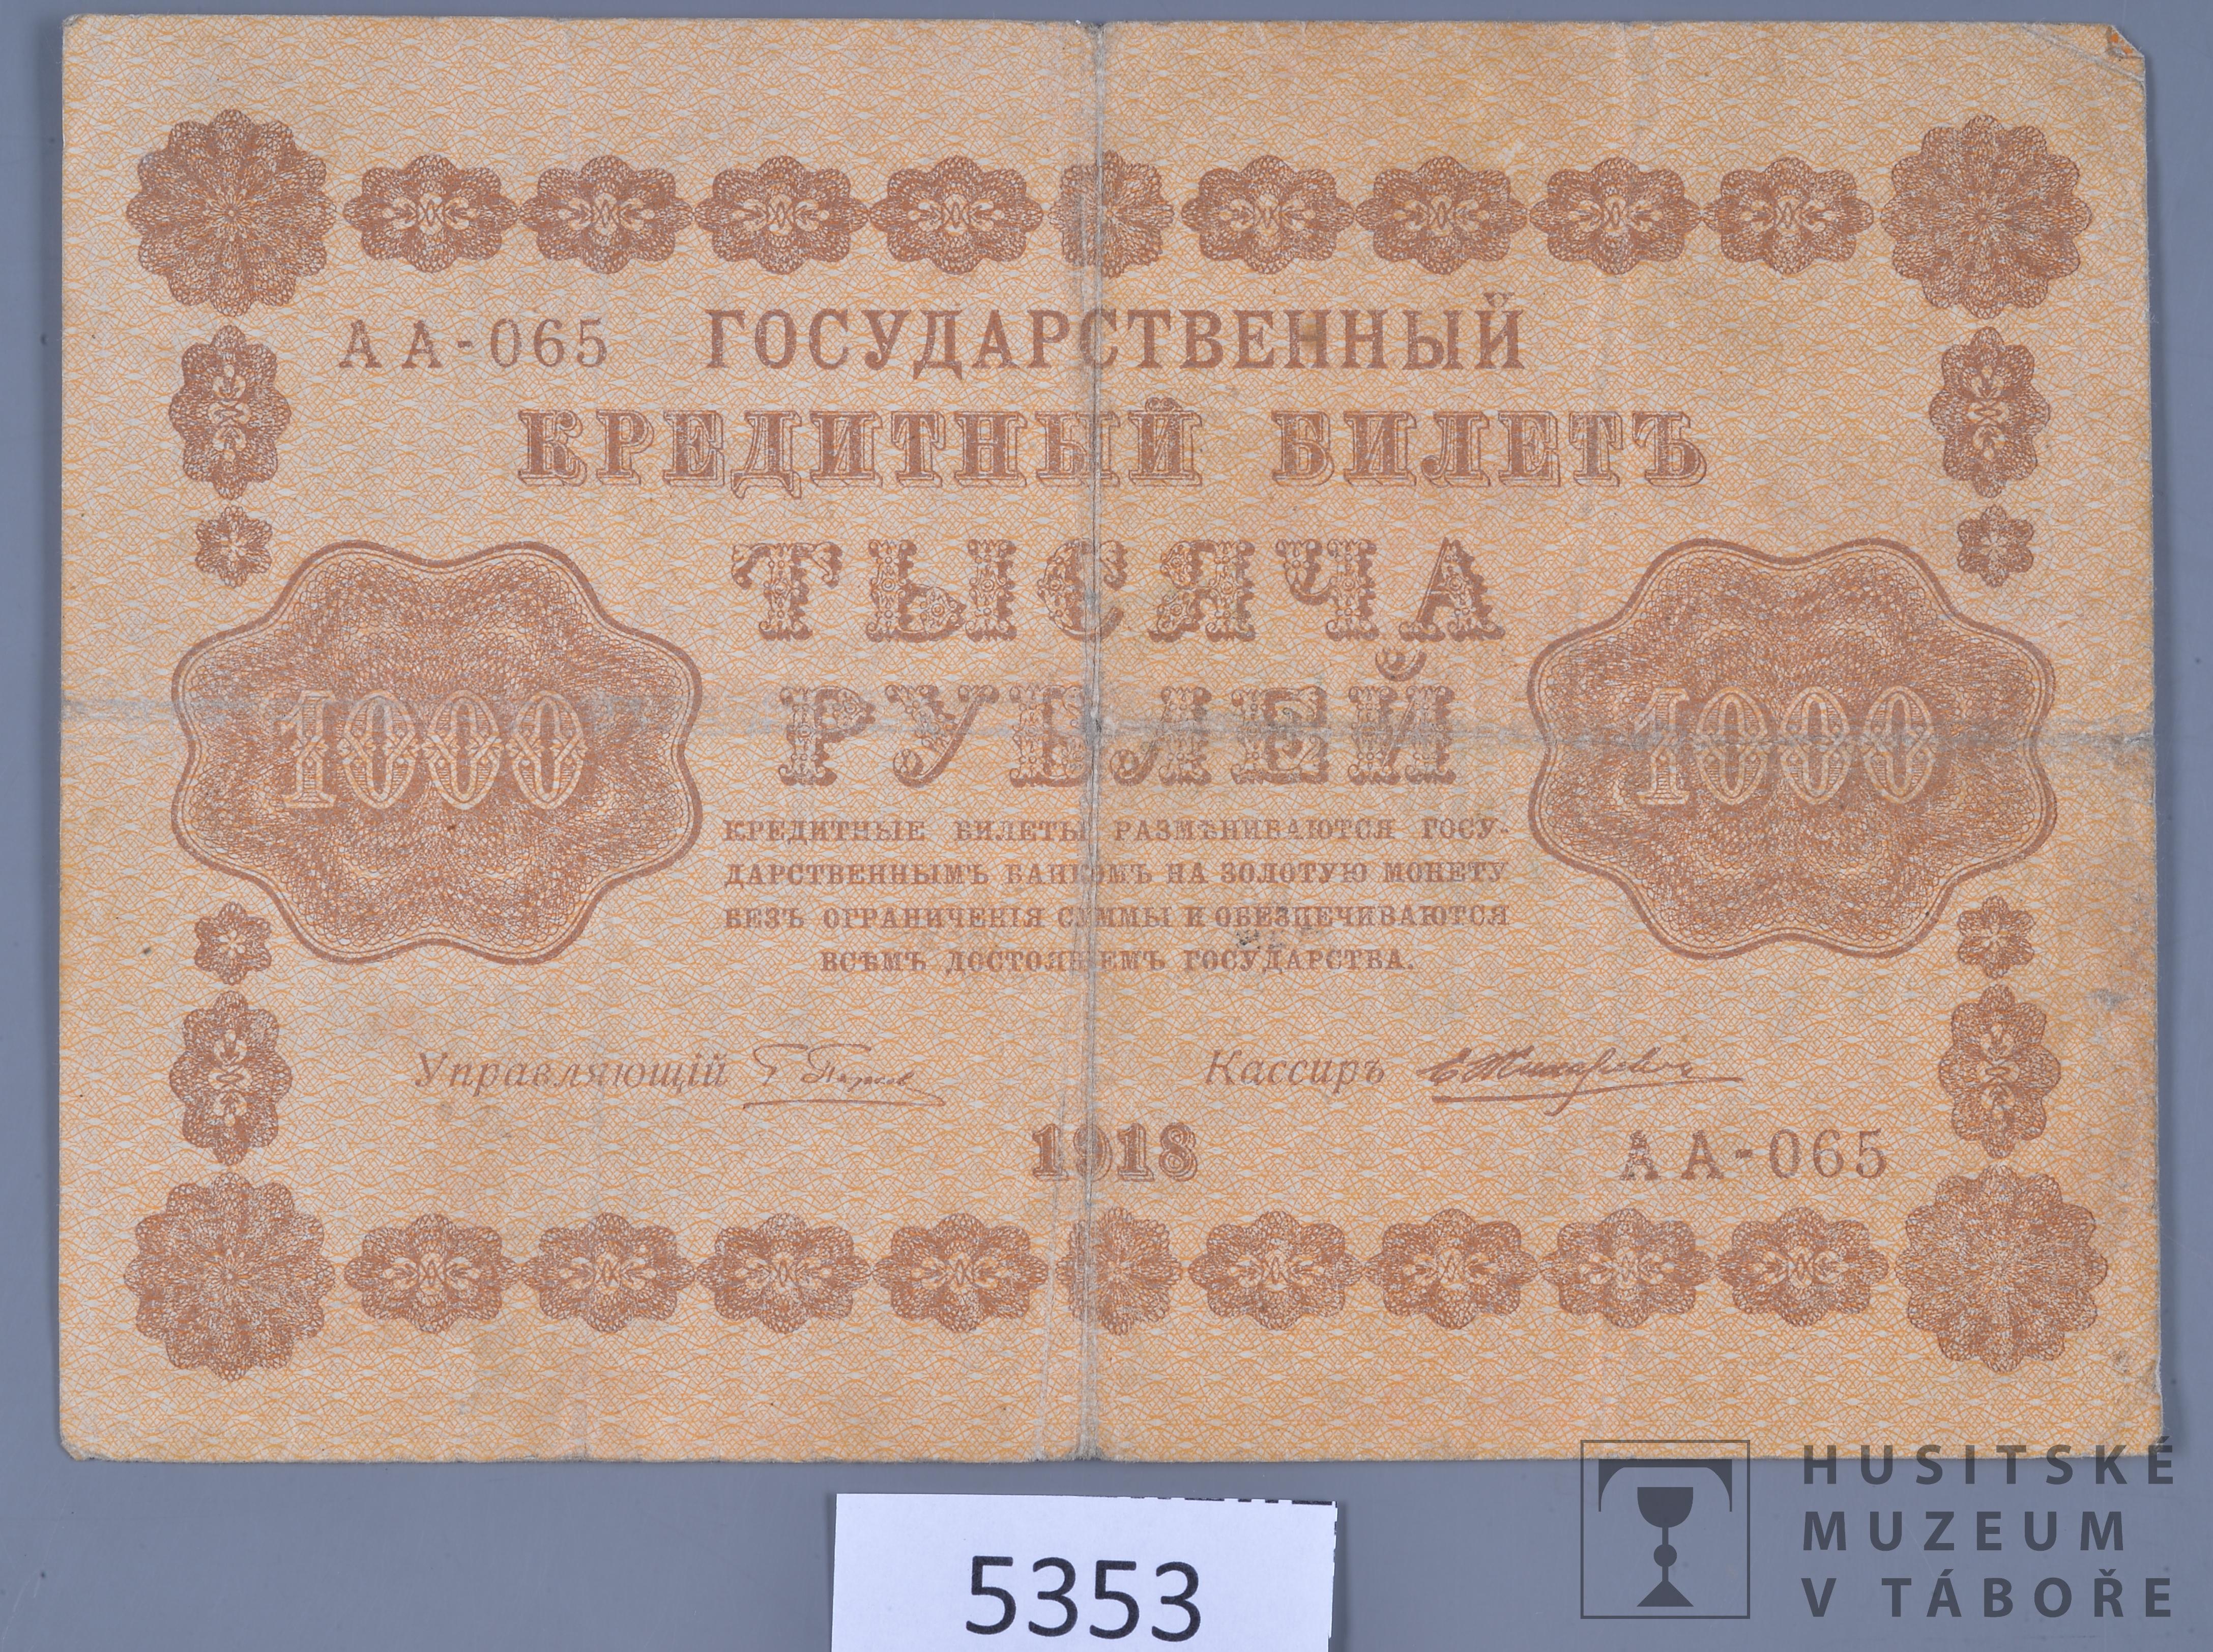 АА-065
ГОСУДАРСТВЕННЫЙ
КРЕДИТНЫЙ БИЛЕТЪ
ТЫСЯЧА
РУБЛЕЙ
1000
1000
КРЕДИТНЫЕ БИЛЕТЫ РАЗМѢНИВАЮТСЯ ГОСУ-
ДАРСТВЕННЫМЪ БАНКОМЪ НА ЗОЛОТУЮ МОНЕТУ
БЕЗЪ ОГРАНИЧЕНІЯ СУММЫ И ОБЕЗПЕЧИВАЮТСЯ
ВСѢМЪ ДОСТОЯНІЕМЪ ГОСУДАРСТВА.
Управляющій
Кассиръ
1918
АА-065
5353
HUSITSKÉ
MUZEUM
V TÁBOŘE